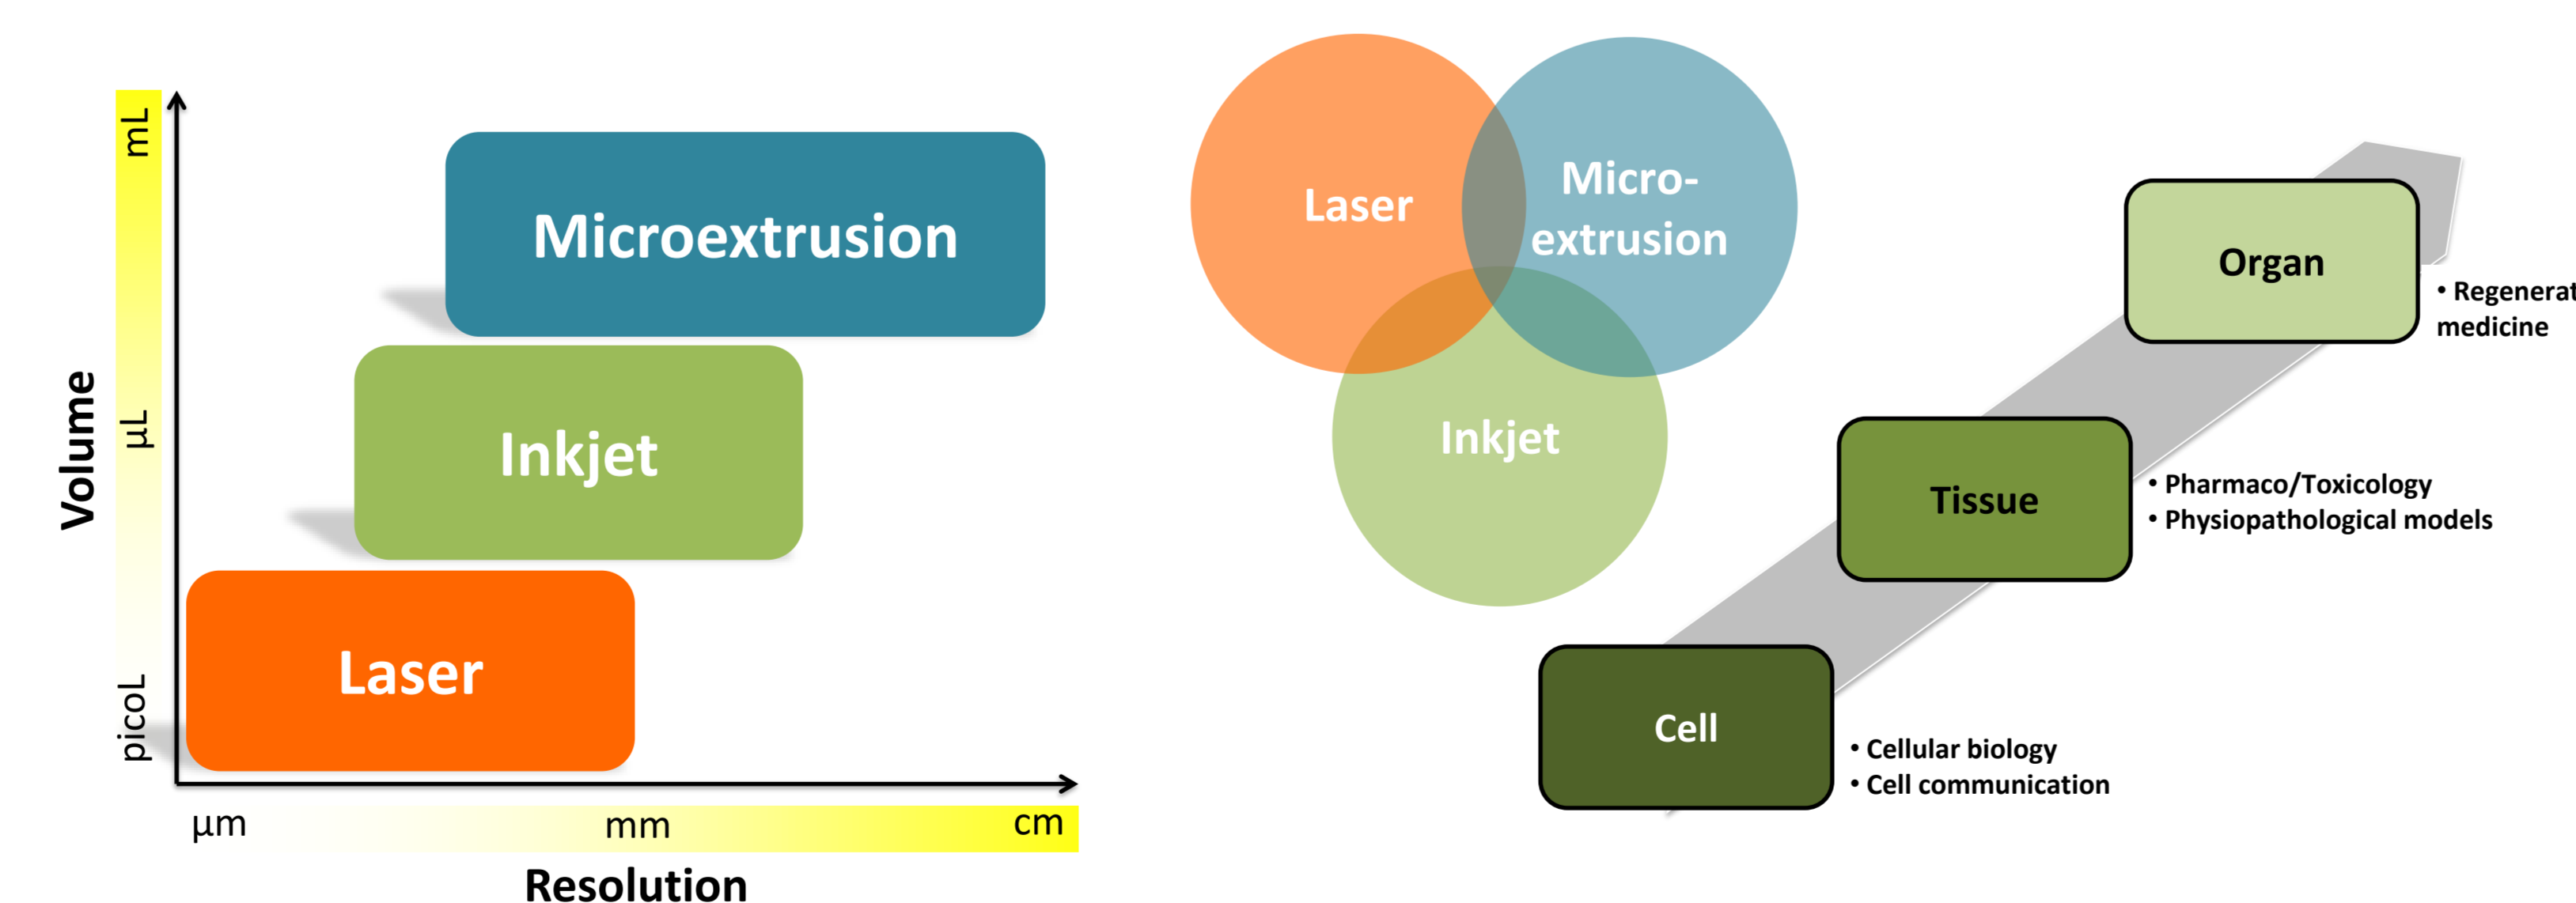 Volume
mL
µL
picoL
Microextrusion
Inkjet
Laser
µm
mm
cm
Resolution
Laser
Micro-
extrusion
Inkjet
Organ
• Regenerat
medicine
Tissue
• Pharmaco/Toxicology
• Physiopathological models
Cell
• Cellular biology
• Cell communication